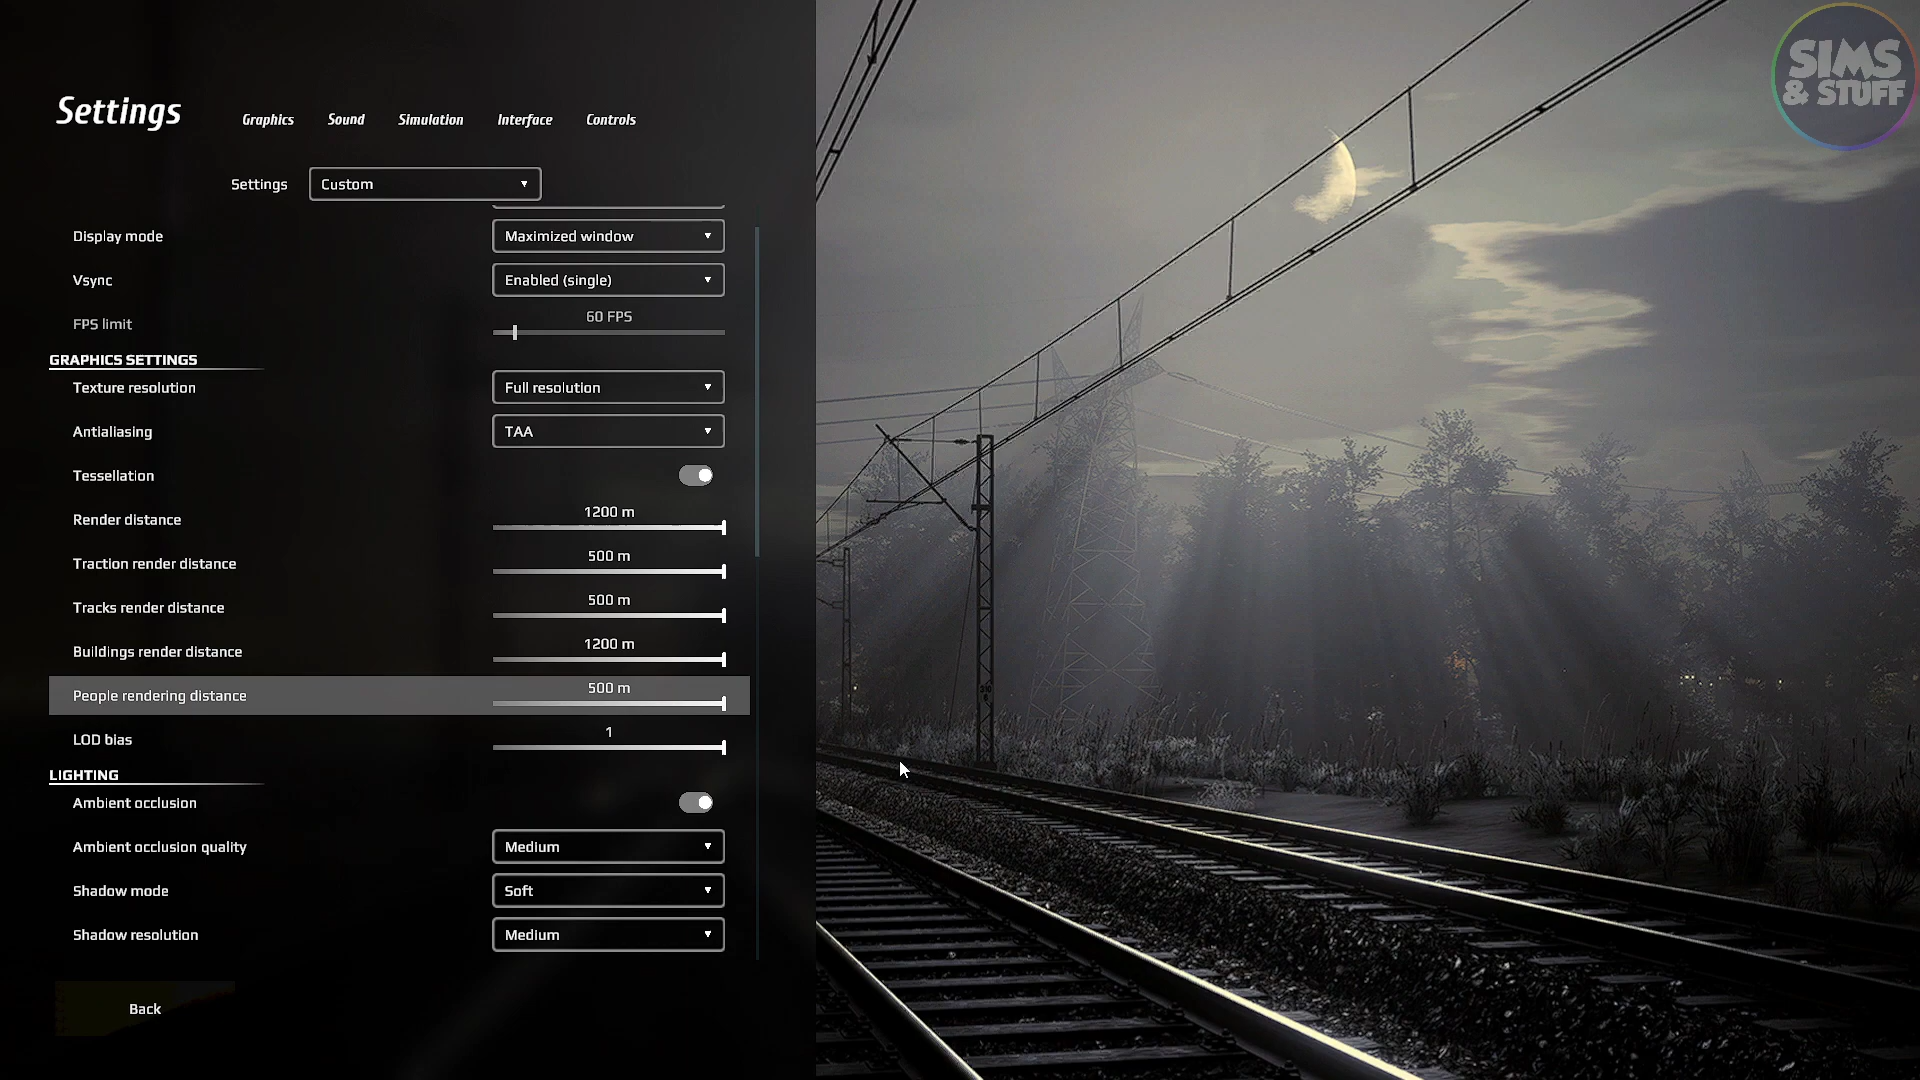 SIMS
& STUFF
Settings
Graphics Sound Simulation Interface Controls
Settings Custom
Display mode Maximized window
Vsync Enabled (single)
FPS limit 60 FPS
GRAPHICS SETTINGS
Texture resolution Full resolution
Antialiasing TAA
Tessellation
Render distance 1200 m
Traction render distance 500 m
Tracks render distance 500 m
Buildings render distance 1200 m
People rendering distance 500 m
LOD bias 1
LIGHTING
Ambient occlusion
Ambient occlusion quality Medium
Shadow mode Soft
Shadow resolution Medium
Back